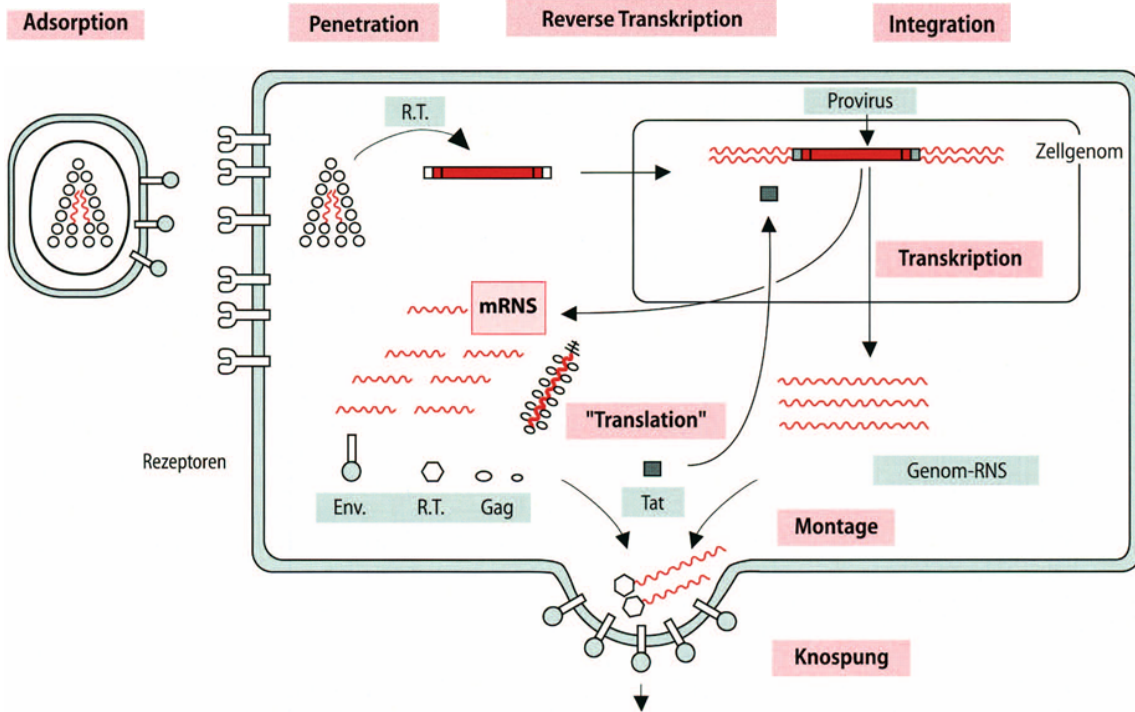 Adsorption
Penetration
Reverse Transkription
Integration
R.T.
Provirus
Zellgenom
Transkription
mRNS
"Translation"
Rezeptoren
Env.
R.T.
Gag
Tat
Genom-RNS
Montage
Knospung